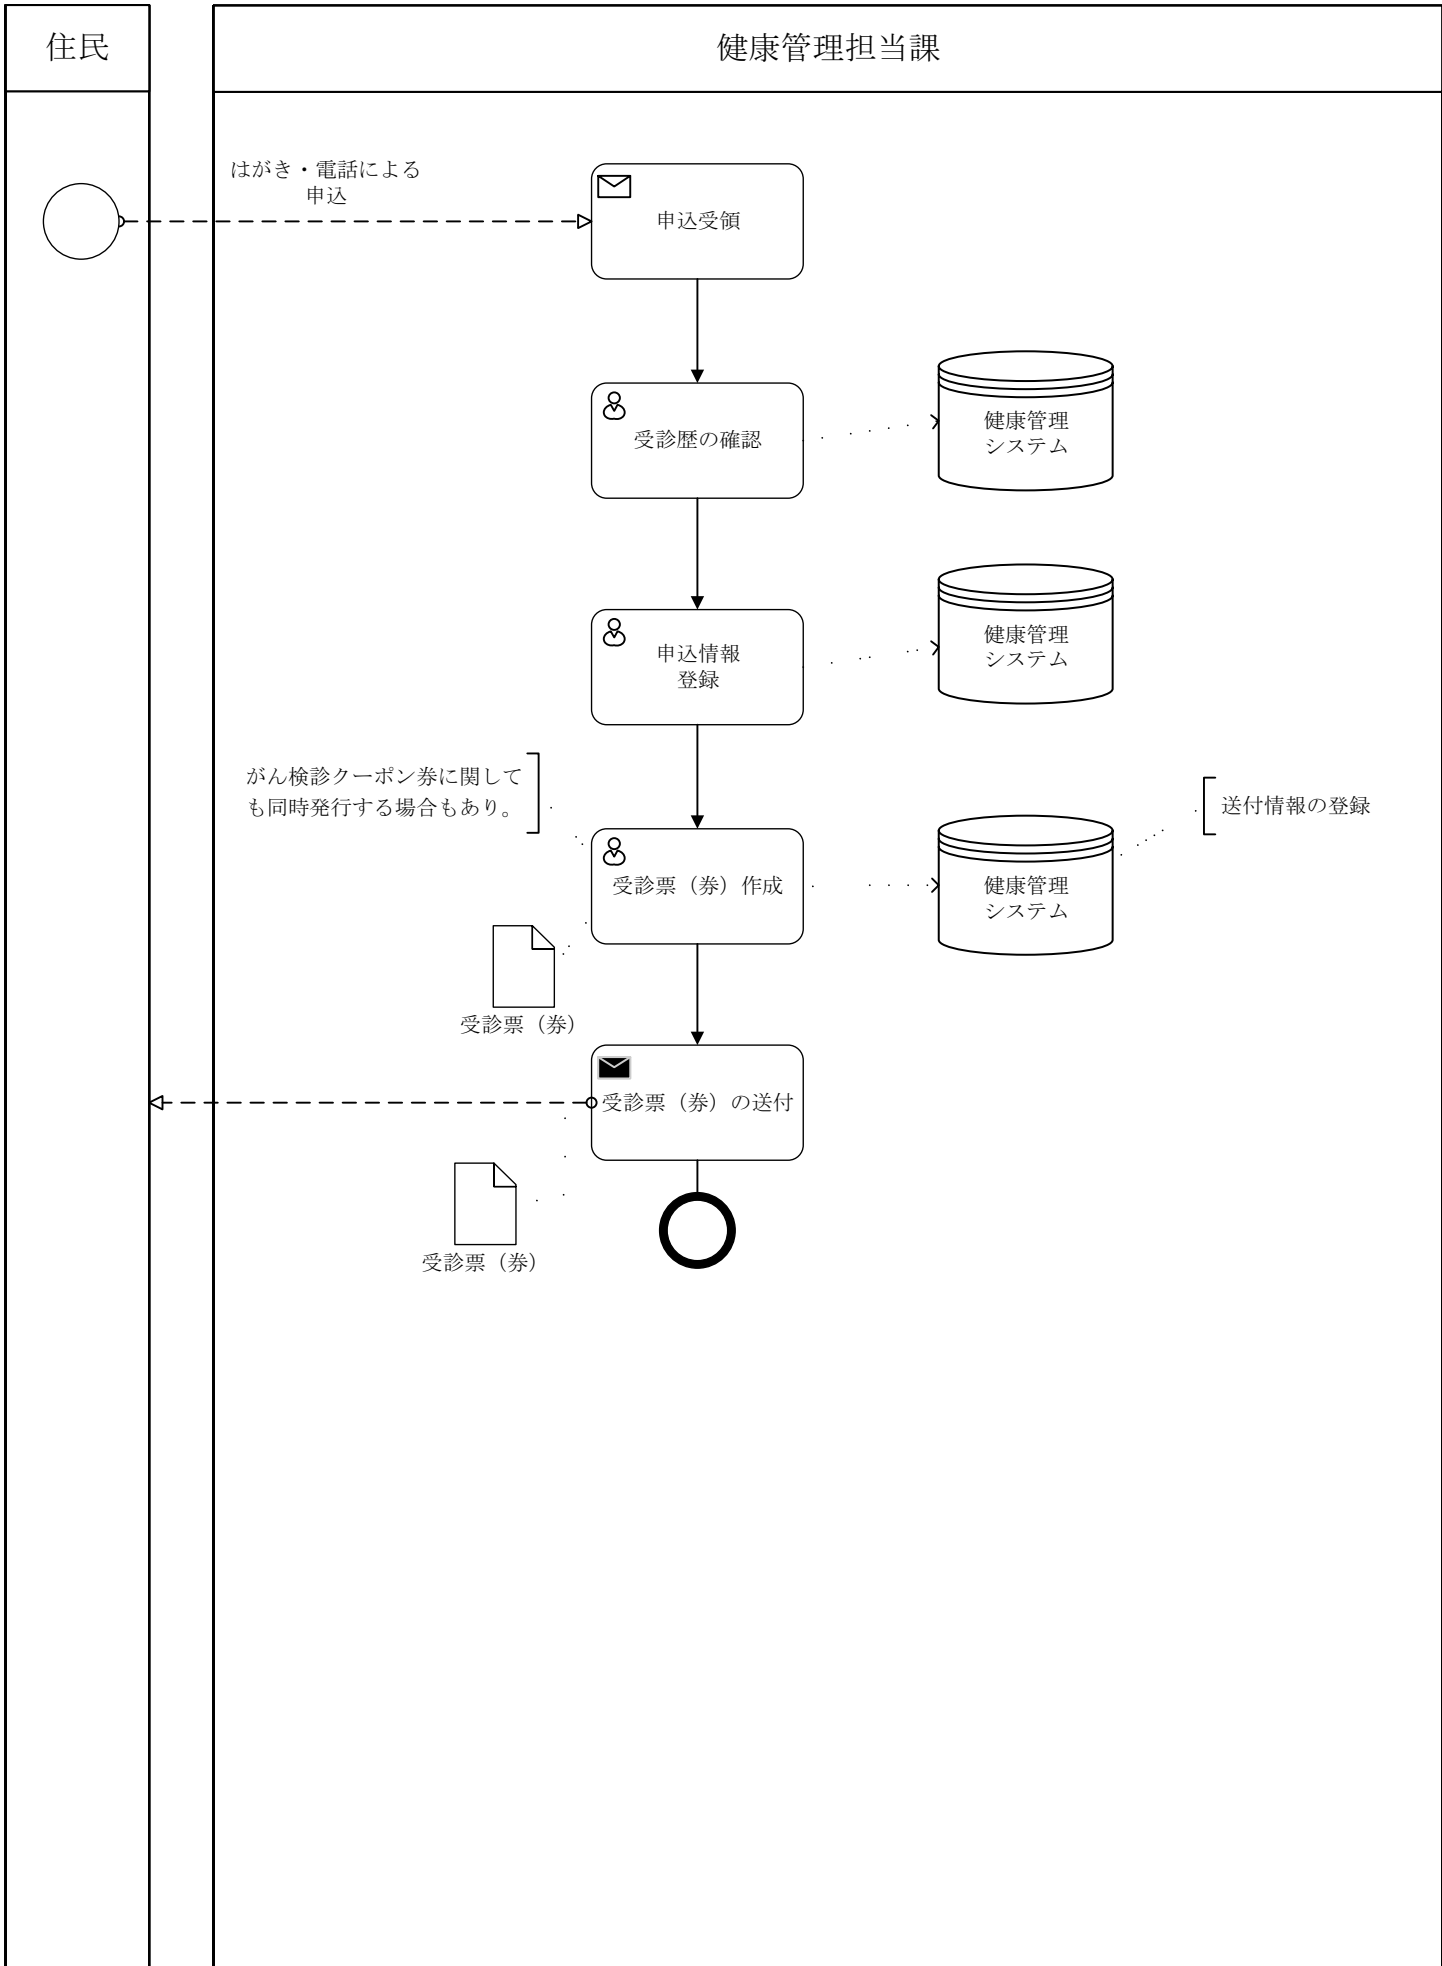 住民
健康管理担当課
はがき・電話による
申込
申込受領
受診歴の確認
健康管理
システム
申込情報
登録
健康管理
システム
がん検診クーポン券に関して
も同時発行する場合もあり。
送付情報の登録
受診票（券）作成
健康管理
システム
受診票（券）
受診票（券）の送付
受診票（券）